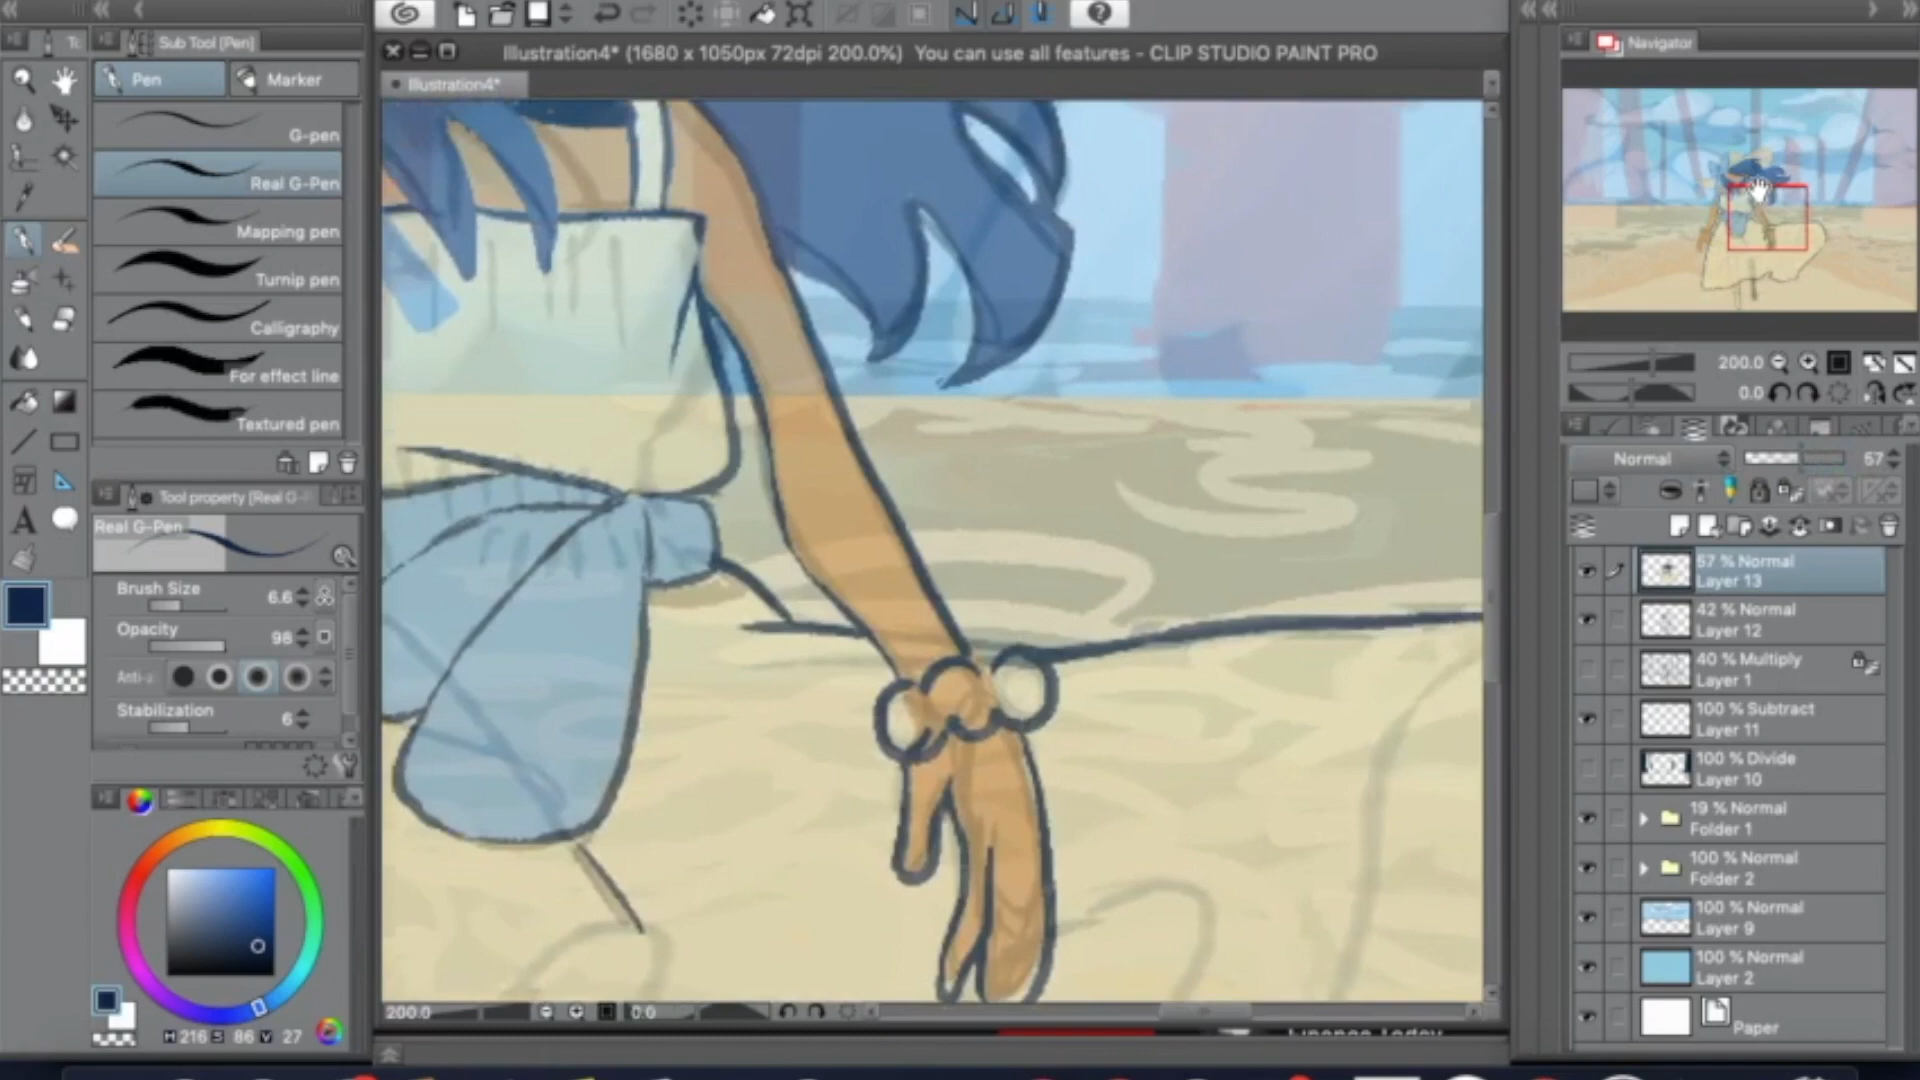 Sub Tool [Pen]
Pen
Marker
G-pen
Real G-Pen
Mapping pen
Turnip pen
Calligraphy
For effect line
Textured pen
Tool property [Real G-
Real G-Pen
Brush Size
6.6
Opacity
98
Anti-a
Stabilization
6
H 216 S 86 V 27
Illustration4* (1680 x 1050px 72dpi 200.0%) You can use all features - CLIP STUDIO PAINT PRO
Illustration4*
200.0
0.0
Navigator
200.0
0.0
Normal
57
57 % Normal
Layer 13
42 % Normal
Layer 12
40 % Multiply
Layer 1
100 % Subtract
Layer 11
100 % Divide
Layer 10
19 % Normal
Folder 1
100 % Normal
Folder 2
100 % Normal
Layer 9
100 % Normal
Layer 2
Paper